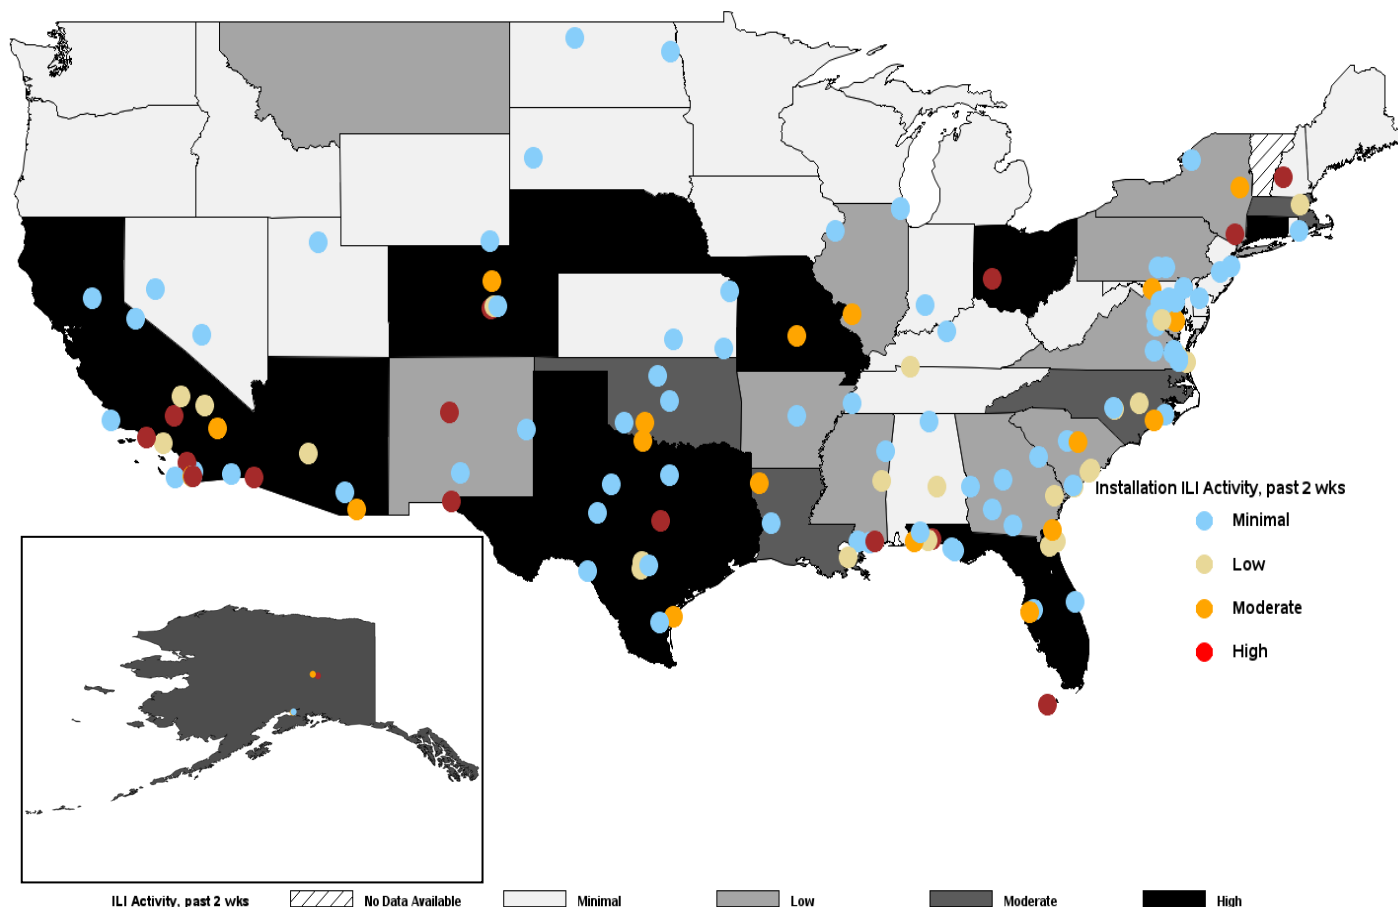 Installation ILI Activity, past 2 wks
Minimal
Low
Moderate
High
ILI Activity, past 2 wks No Data Available Minimal Low Moderate High